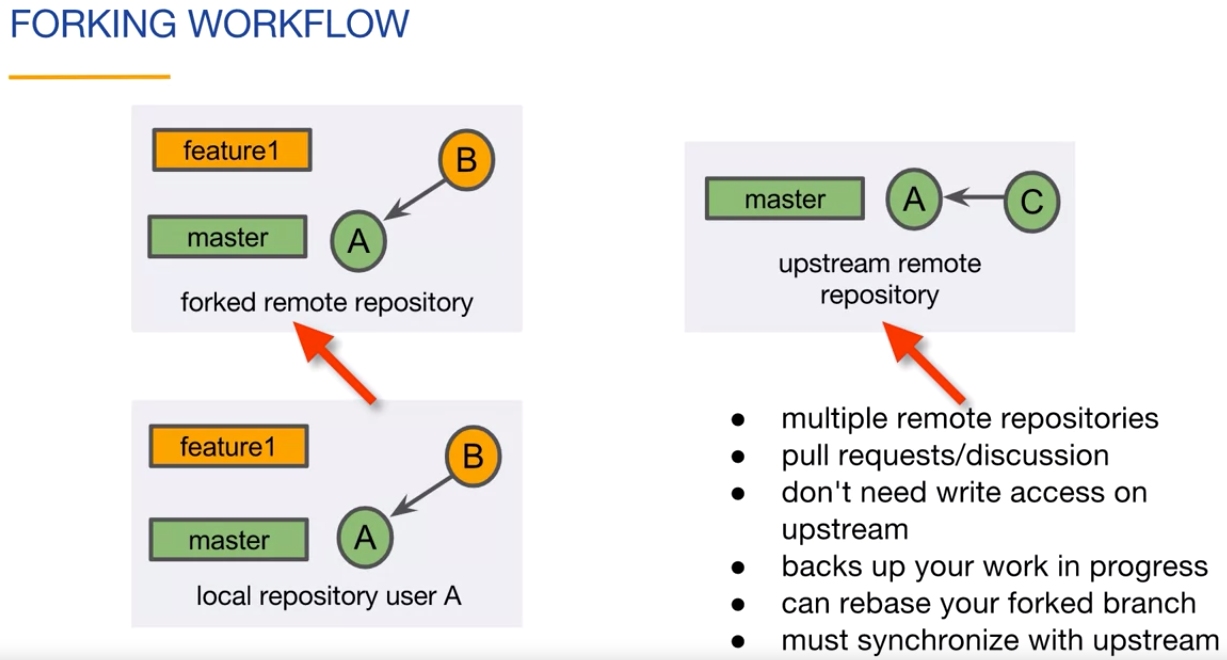 FORKING WORKFLOW
feature1
B
master
A
forked remote repository
master
A
C
upstream remote
repository
feature1
B
master
A
local repository user A
● multiple remote repositories
● pull requests/discussion
● don't need write access on
upstream
● backs up your work in progress
● can rebase your forked branch
● must synchronize with upstream